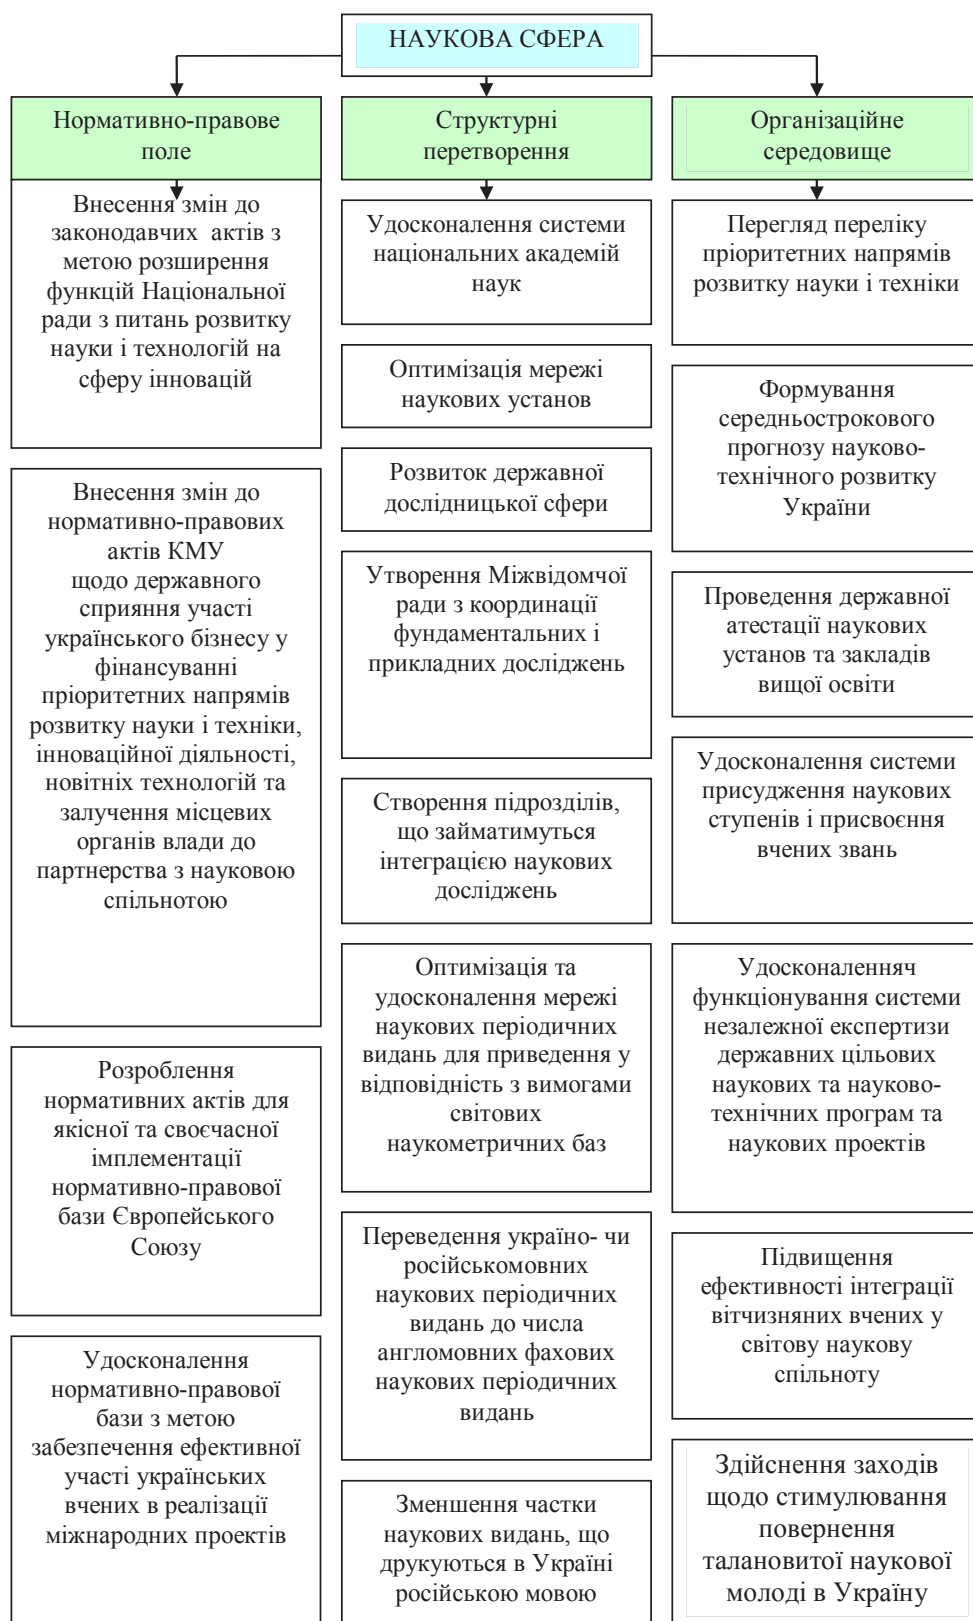 НАУКОВА СФЕРА
Нормативно-правове
поле
Внесення змін до
законодавчих актів з
метою розширення
функцій Національної
ради з питань розвитку
науки і технологій на
сферу інновацій
Внесення змін до
нормативно-правових
актів КМУ
щодо державного
сприяння участі
українського бізнесу у
фінансуванні
пріоритетних напрямів
розвитку науки і техніки,
інноваційної діяльності,
новітніх технологій та
залучення місцевих
органів влади до
партнерства з науковою
спільнотою
Розроблення
нормативних актів для
якісної та своєчасної
імплементації
нормативно-правової
бази Європейського
Союзу
Удосконалення
нормативно-правової
бази з метою
забезпечення ефективної
участі українських
вчених в реалізації
міжнародних проектів
Структурні
перетворення
Удосконалення системи
національних академій
наук
Оптимізація мережі
наукових установ
Розвиток державної
дослідницької сфери
Утворення Міжвідомчої
ради з координації
фундаментальних і
прикладних досліджень
Створення підрозділів,
що займатимуться
інтеграцією наукових
досліджень
Оптимізація та
удосконалення мережі
наукових періодичних
видань для приведення у
відповідність з вимогами
світових
наукометричних баз
Переведення україно- чи
російськомовних
наукових періодичних
видань до числа
англомовних фахових
наукових періодичних
видань
Зменшення частки
наукових видань, що
друкуються в Україні
російською мовою
Організаційне
середовище
Перегляд переліку
пріоритетних напрямів
розвитку науки і техніки
Формування
середньострокового
прогнозу науково-
технічного розвитку
України
Проведення державної
атестації наукових
установ та закладів
вищої освіти
Удосконалення системи
присудження наукових
ступенів і присвоєння
вчених звань
Удосконаленняч
функціонування системи
незалежної експертизи
державних цільових
наукових та науково-
технічних програм та
наукових проектів
Підвищення
ефективності інтеграції
вітчизняних вчених у
світову наукову
спільноту
Здійснення заходів
щодо стимулювання
повернення
талановитої наукової
молоді в Україну